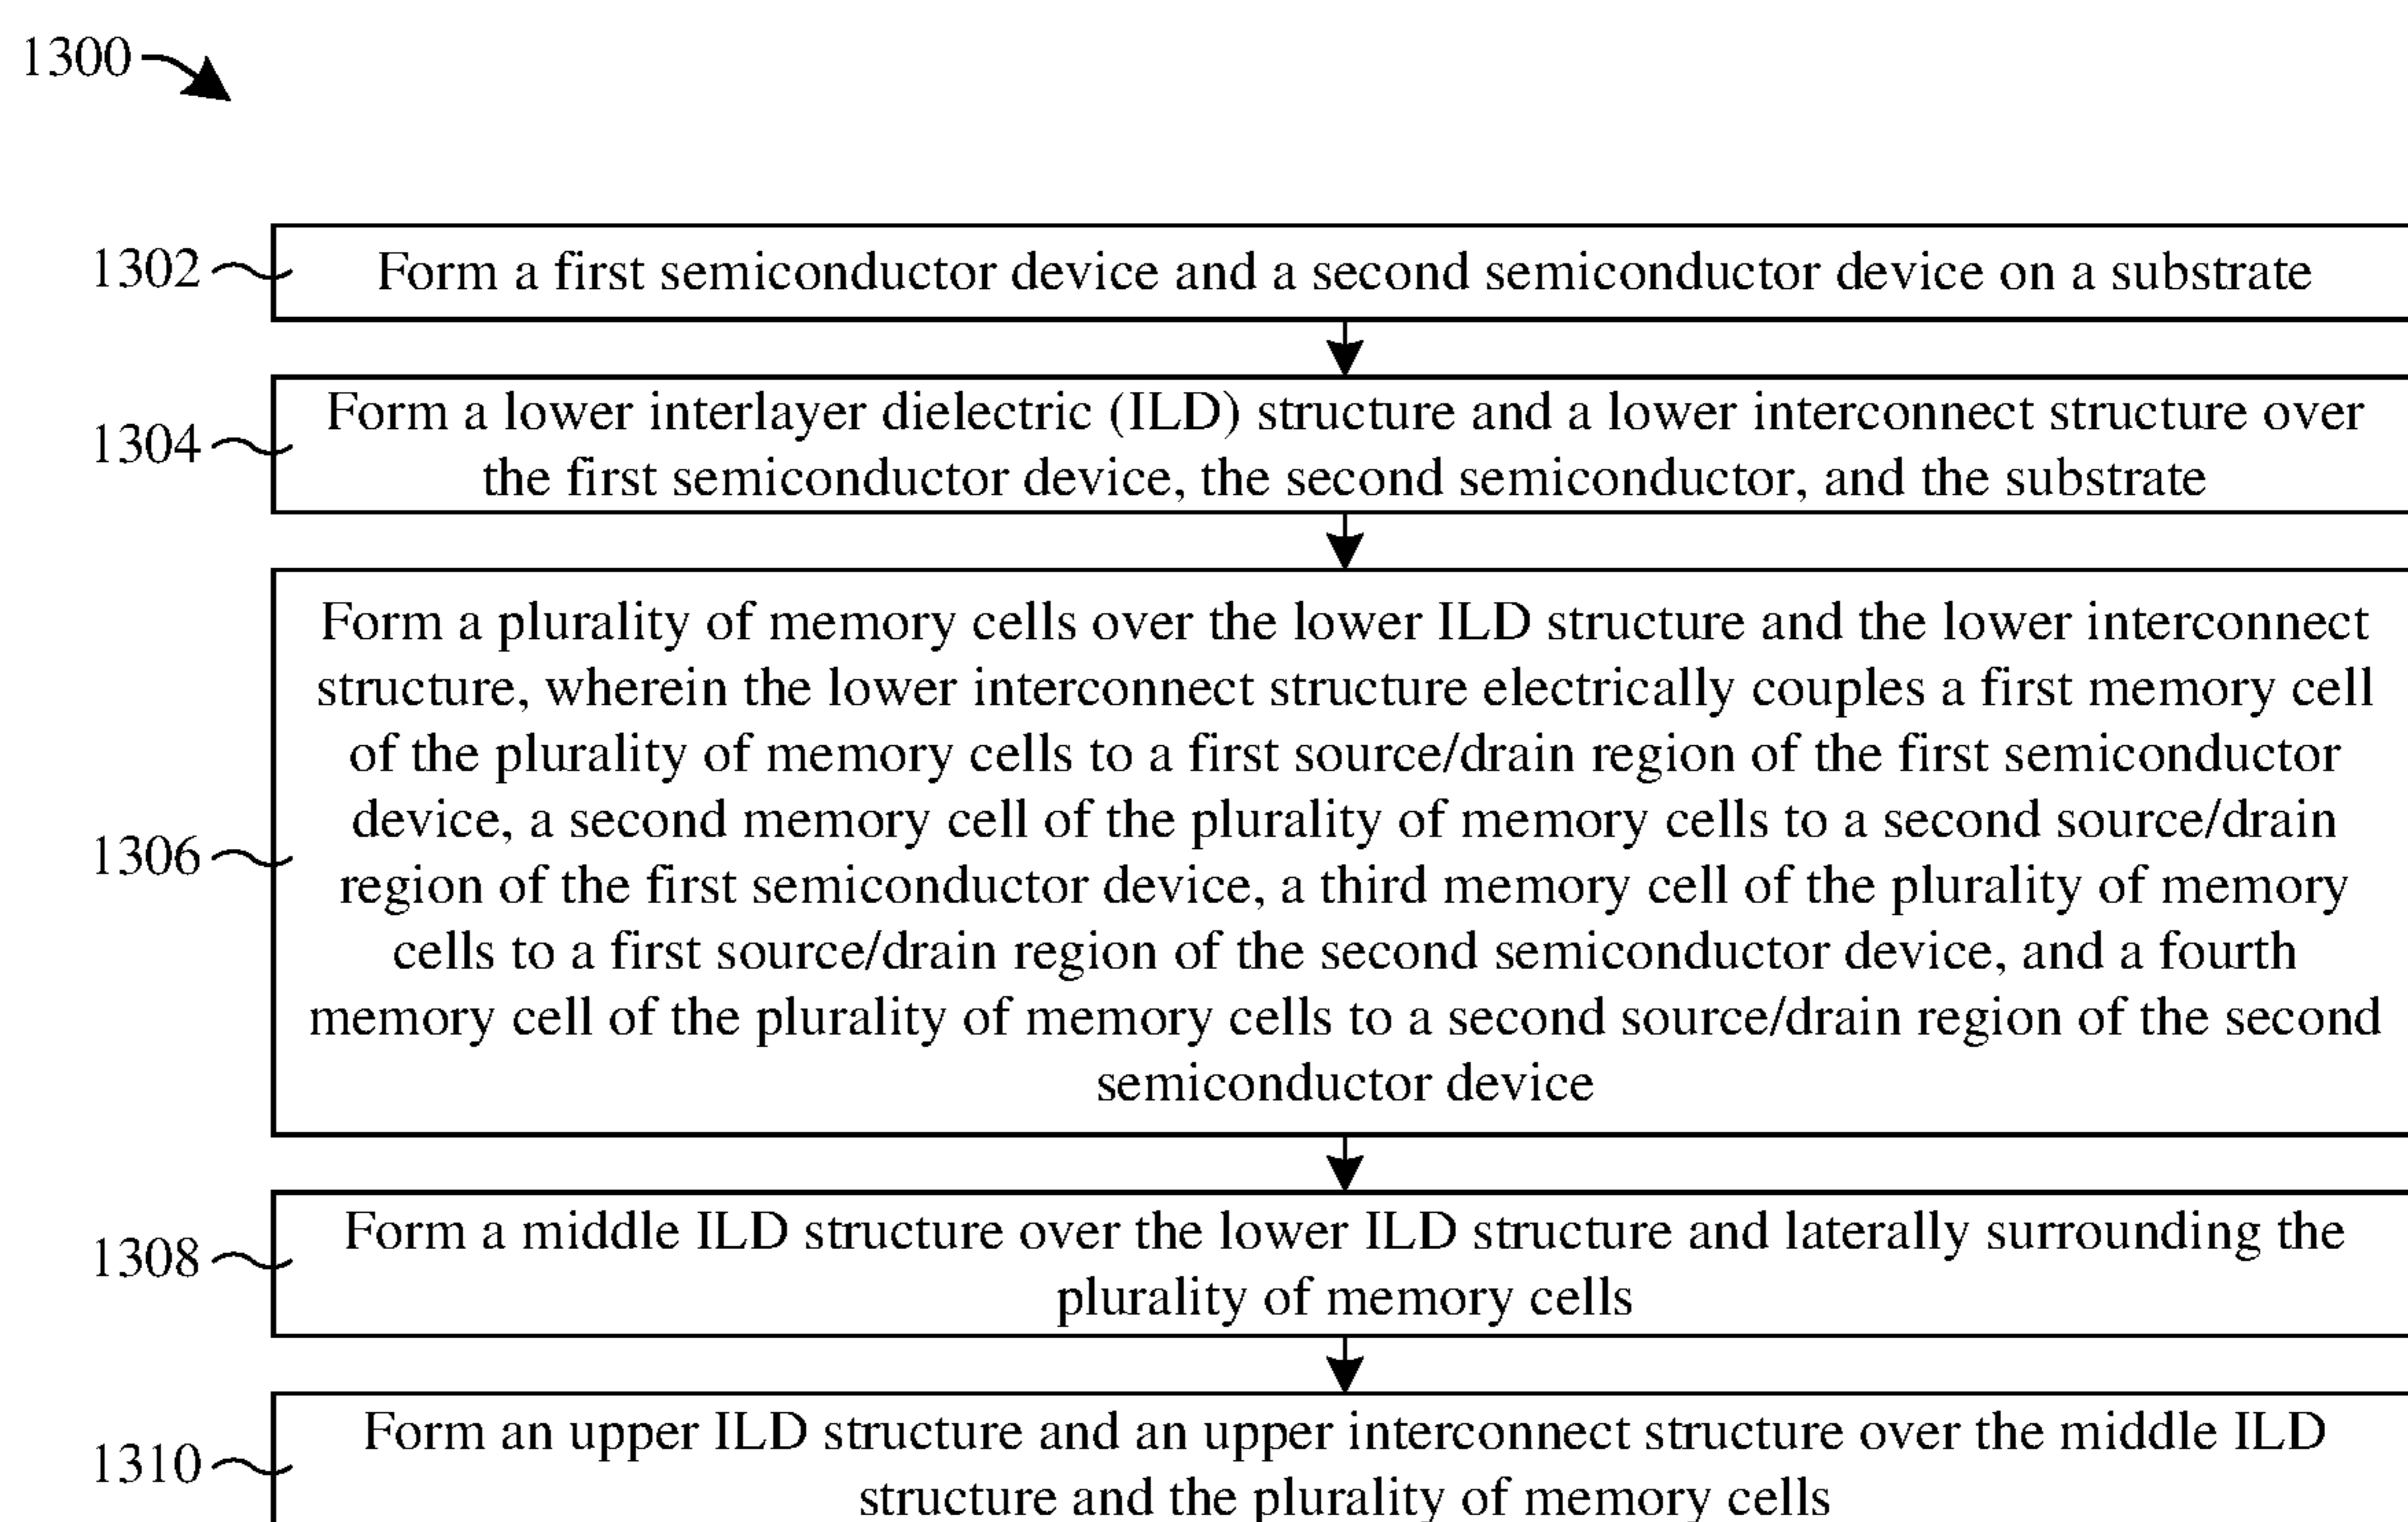 1300
1302 Form a first semiconductor device and a second semiconductor device on a substrate
Form a lower interlayer dielectric (ILD) structure and a lower interconnect structure over
1304
the first semiconductor device, the second semiconductor, and the substrate
Form a plurality of memory cells over the lower ILD structure and the lower interconnect
structure, wherein the lower interconnect structure electrically couples a first memory cell
of the plurality of memory cells to a first source/drain region of the first semiconductor
device, a second memory cell of the plurality of memory cells to a second source/drain
1306
region of the first semiconductor device, a third memory cell of the plurality of memory
cells to a first source/drain region of the second semiconductor device, and a fourth
memory cell of the plurality of memory cells to a second source/drain region of the second
semiconductor device
Form a middle ILD structure over the lower ILD structure and laterally surrounding the
1308
plurality of memory cells
Form an upper ILD structure and an upper interconnect structure over the middle ILD
1310
structure and the plurality of memory cells